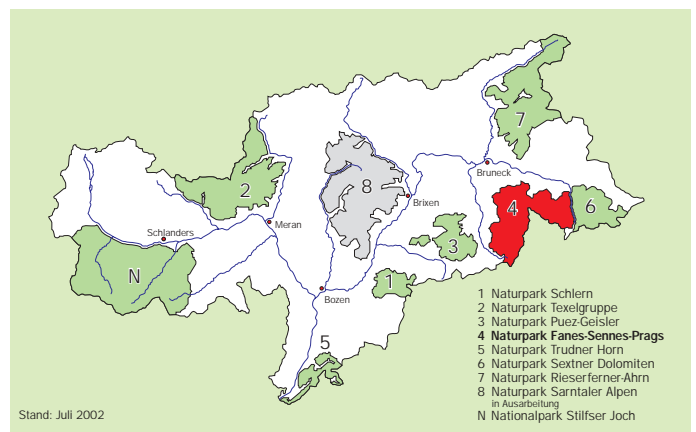 7
8
Bruneck
2
Brixen
4
6
Meran
Schlanders
3
N
1
Bozen
5
1 Naturpark Schlern
2 Naturpark Texelgruppe
3 Naturpark Puez-Geisler
4 Naturpark Fanes-Sennes-Prags
5 Naturpark Trudner Horn
6 Naturpark Sextner Dolomiten
7 Naturpark Rieserferner-Ahrn
8 Naturpark Sarntaler Alpen
in Ausarbeitung
N Nationalpark Stilfser Joch
Stand: Juli 2002